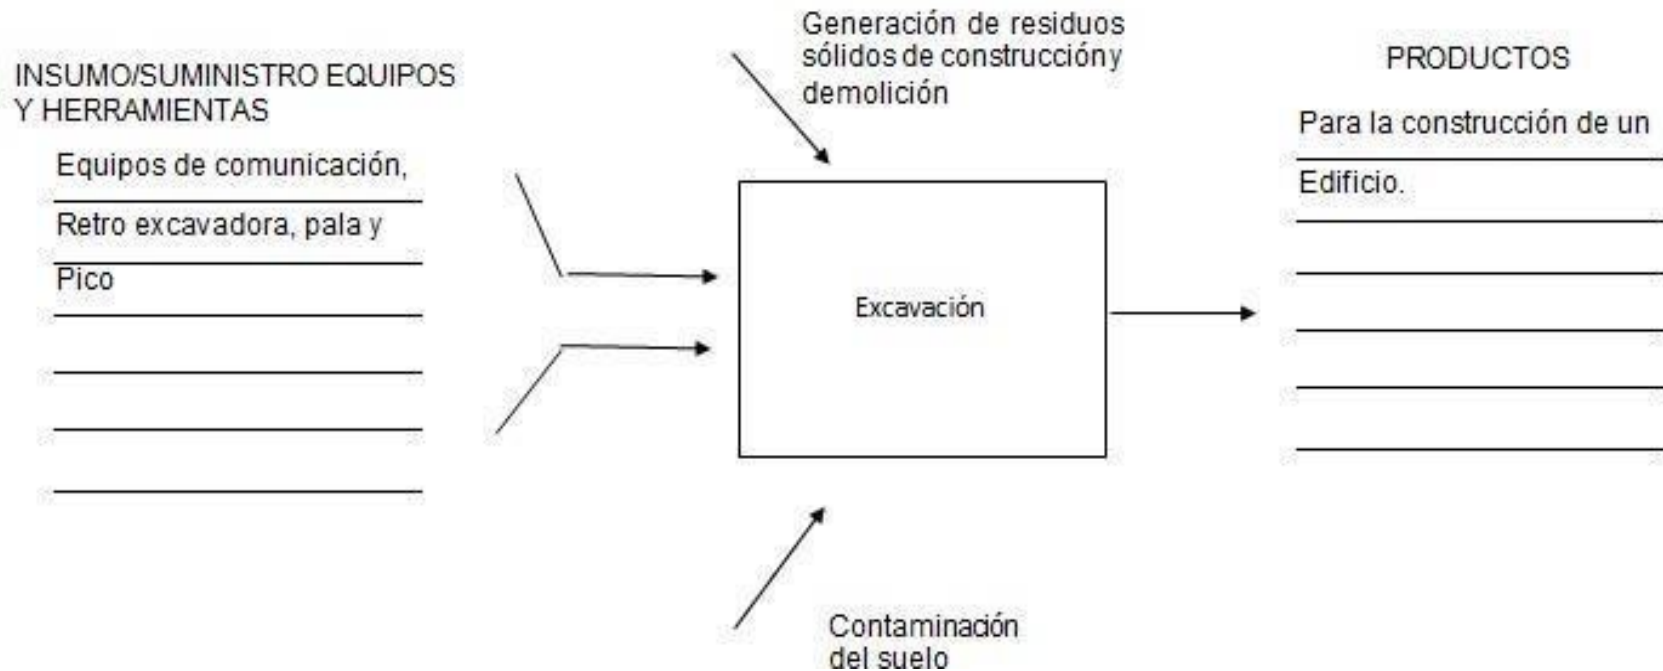 INSUMO/SUMINISTRO EQUIPOS
Y HERRAMIENTAS
Equipos de comunicación,
Retro excavadora, pala y
Pico
Generación de residuos
sólidos de construcción y
demolición
Excavación
Contaminación
del suelo
PRODUCTOS
Para la construcción de un
Edificio.